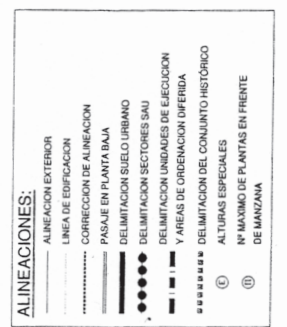 ALINEACIONES:
ALINEACION EXTERIOR
LINEA DE EDIFICACION
CORRECCION DE ALINEACION
PASAJE EN PLANTA BAJA
DELIMITACION SUELO URBANO
DELIMITACION SECTORES SAU
DELIMITACION UNIDADES DE EJECUCION
Y AREAS DE ORDENACION DIFERIDA
DELIMITACION DEL CONJUNTO HISTÓRICO
E ALTURAS ESPECIALES
II Nº MAXIMO DE PLANTAS EN FRENTE
DE MANZANA